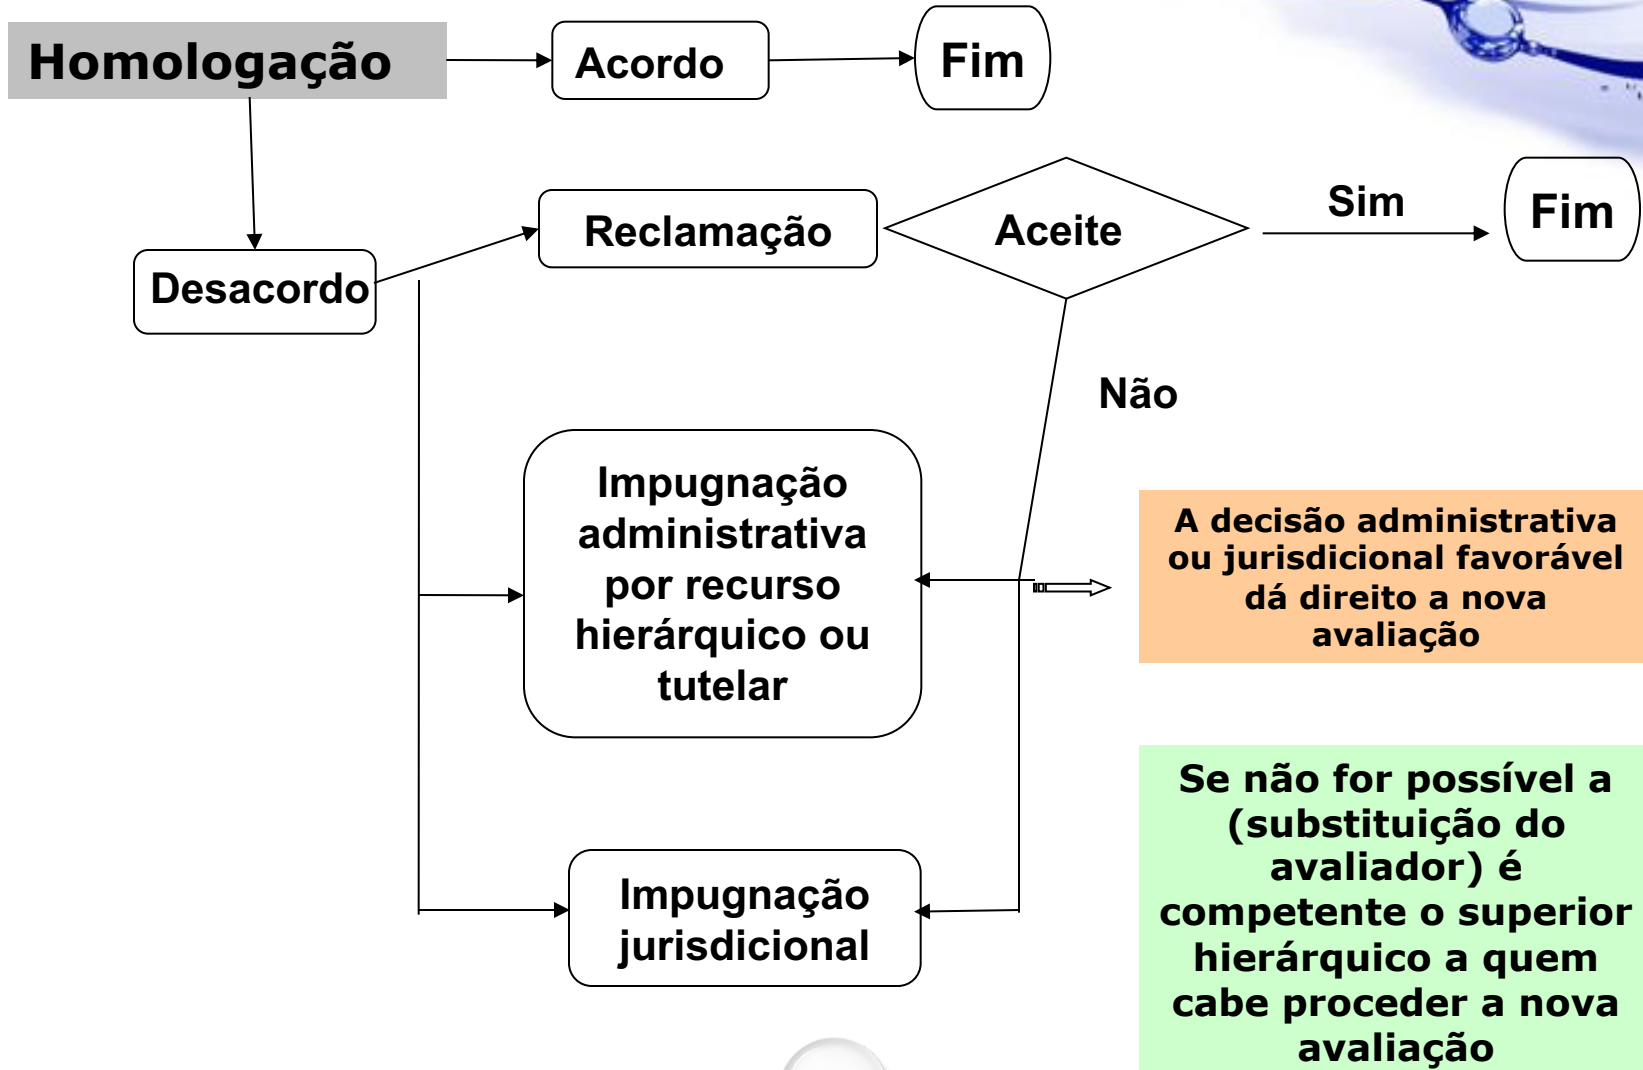 Homologação
Acordo
Fim
Reclamação
Aceite
Sim
Fim
Desacordo
Não
Impugnação
administrativa
por recurso
hierárquico ou
tutelar
A decisão administrativa
ou jurisdicional favorável
dá direito a nova
avaliação
Se não for possível a
(substituição do
avaliador) é
competente o superior
hierárquico a quem
cabe proceder a nova
avaliação
Impugnação
jurisdicional